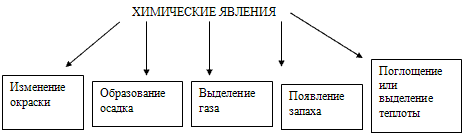 ХИМИЧЕСКИЕ ЯВЛЕНИЯ
Изменение
окраски
Образование
осадка
Выделение
газа
Появление
запаха
Поглощение
или
выделение
теплоты